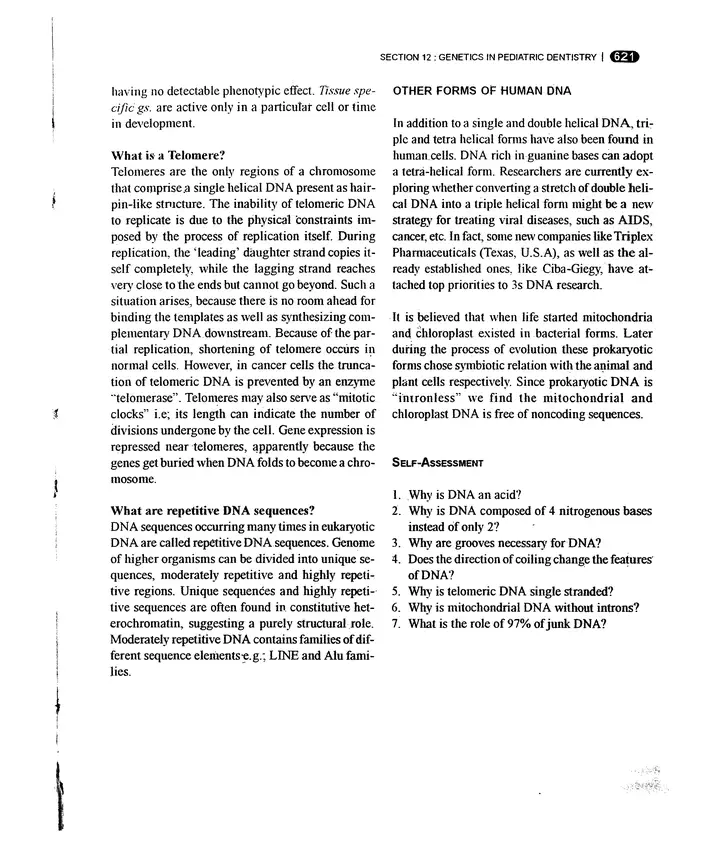 SECTION 12 : GENETICS IN PEDIATRIC DENTISTRY | 621
having no detectable phenotypic effect. Tissue spe-
cific gs. are active only in a particular cell or time
in development.
What is a Telomere?
Telomeres are the only regions of a chromosome
that comprise a single helical DNA present as hair-
pin-like structure. The inability of telomeric DNA
to replicate is due to the physical constraints im-
posed by the process of replication itself. During
replication, the 'leading' daughter strand copies it-
self completely, while the lagging strand reaches
very close to the ends but cannot go beyond. Such a
situation arises, because there is no room ahead for
binding the templates as well as synthesizing com-
plementary DNA downstream. Because of the par-
tial replication, shortening of telomere occurs in
normal cells. However, in cancer cells the trunca-
tion of telomeric DNA is prevented by an enzyme
"telomerase". Telomeres may also serve as "mitotic
clocks" i.e; its length can indicate the number of
divisions undergone by the cell. Gene expression is
repressed near telomeres, apparently because the
genes get buried when DNA folds to become a chro-
mosome.
What are repetitive DNA sequences?
DNA sequences occurring many times in eukaryotic
DNA are called repetitive DNA sequences. Genome
of higher organisms can be divided into unique se-
quences, moderately repetitive and highly repeti-
tive regions. Unique sequences and highly repeti-
tive sequences are often found in constitutive het-
erochromatin, suggesting a purely structural role.
Moderately repetitive DNA contains families of dif-
ferent sequence elements e.g.; LINE and Alu fami-
lies.
OTHER FORMS OF HUMAN DNA
In addition to a single and double helical DNA, tri-
ple and tetra helical forms have also been found in
human cells. DNA rich in guanine bases can adopt
a tetra-helical form. Researchers are currently ex-
ploring whether converting a stretch of double heli-
cal DNA into a triple helical form might be a new
strategy for treating viral diseases, such as AIDS,
cancer, etc. In fact, some new companies like Triplex
Pharmaceuticals (Texas, U.S.A), as well as the al-
ready established ones, like Ciba-Giegy, have at-
tached top priorities to 3s DNA research.
It is believed that when life started mitochondria
and chloroplast existed in bacterial forms. Later
during the process of evolution these prokaryotic
forms chose symbiotic relation with the animal and
plant cells respectively. Since prokaryotic DNA is
"intronless" we find the mitochondrial and
chloroplast DNA is free of noncoding sequences.
SELF-ASSESSMENT
1. Why is DNA an acid?
2. Why is DNA composed of 4 nitrogenous bases
instead of only 2?
3. Why are grooves necessary for DNA?
4. Does the direction of coiling change the features
of DNA?
5. Why is telomeric DNA single stranded?
6. Why is mitochondrial DNA without introns?
7. What is the role of 97% of junk DNA?